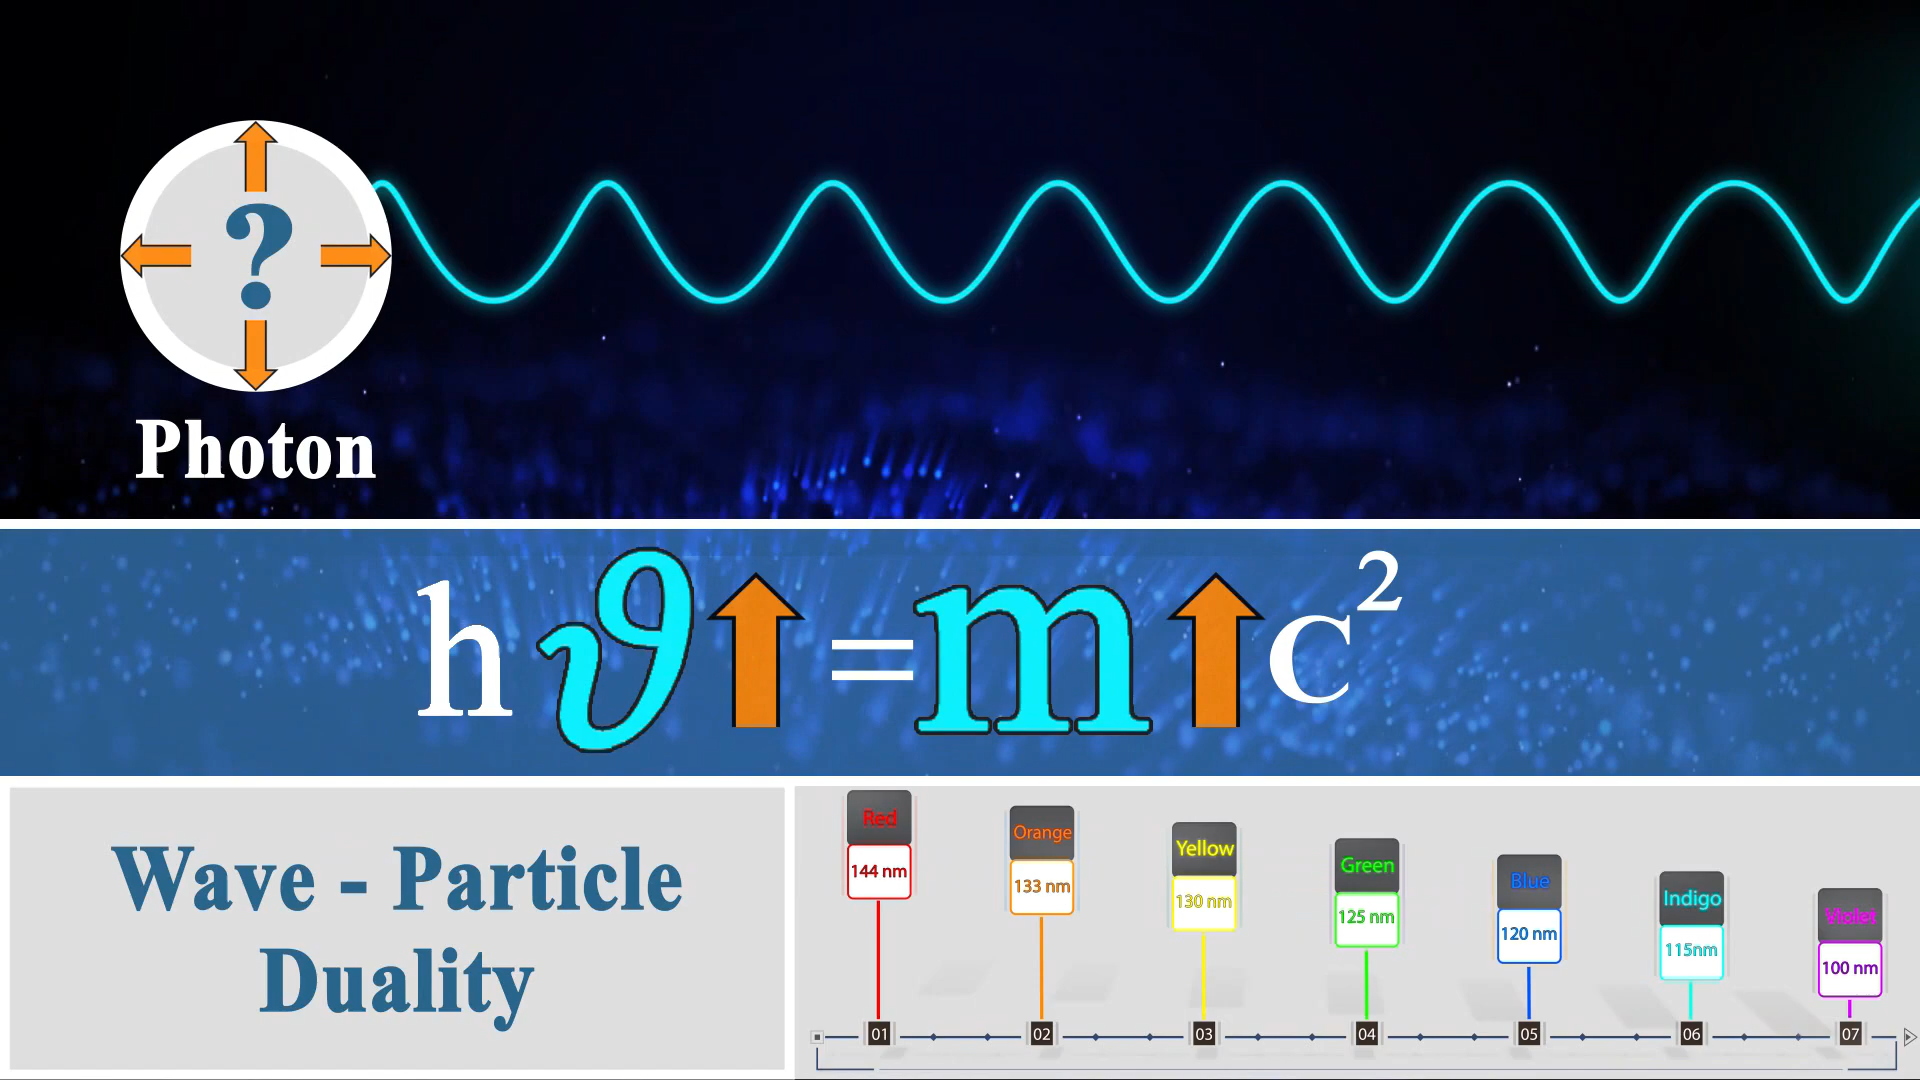 ?
Photon
hϑ=mc²
Wave - Particle
Duality
Red
144 nm
Orange
133 nm
Yellow
130 nm
Green
125 nm
Blue
120 nm
Indigo
115nm
Violet
100 nm
01 02 03 04 05 06 07